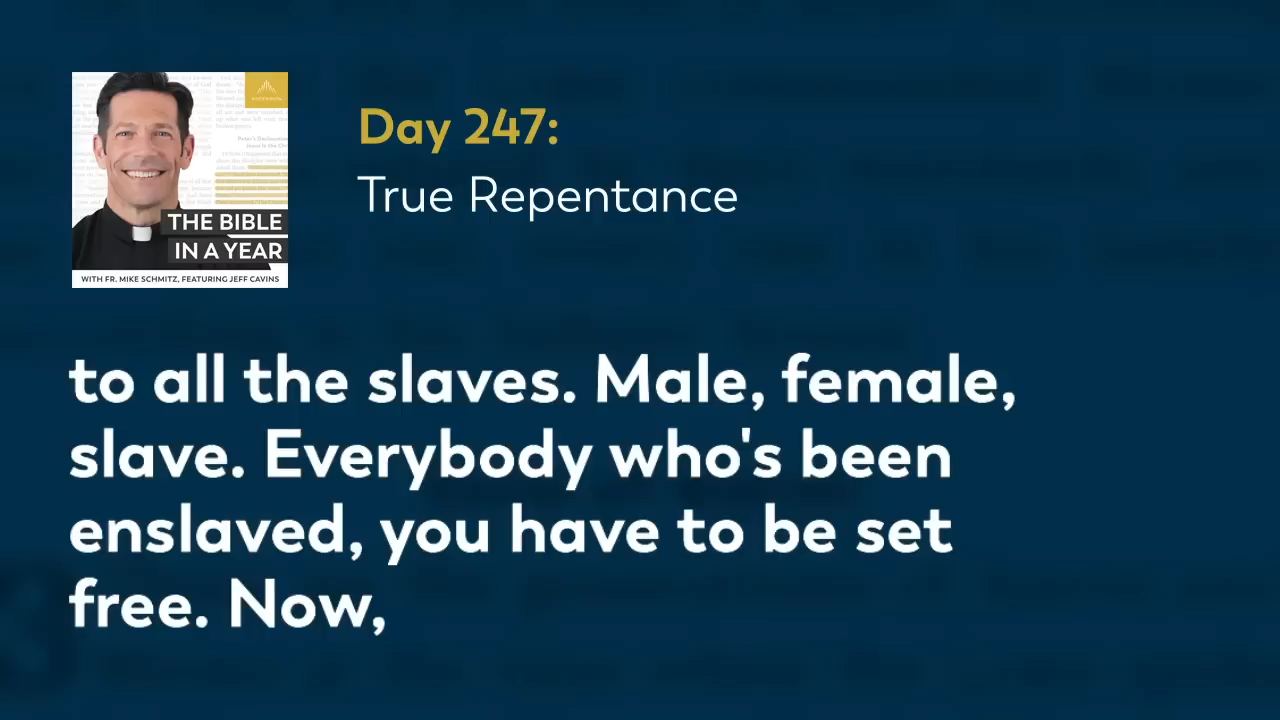 Day 247:
True Repentance
THE BIBLE
IN A YEAR
WITH FR. MIKE SCHMITZ, FEATURING JEFF CAVINS
to all the slaves. Male, female,
slave. Everybody who's been
enslaved, you have to be set
free. Now,